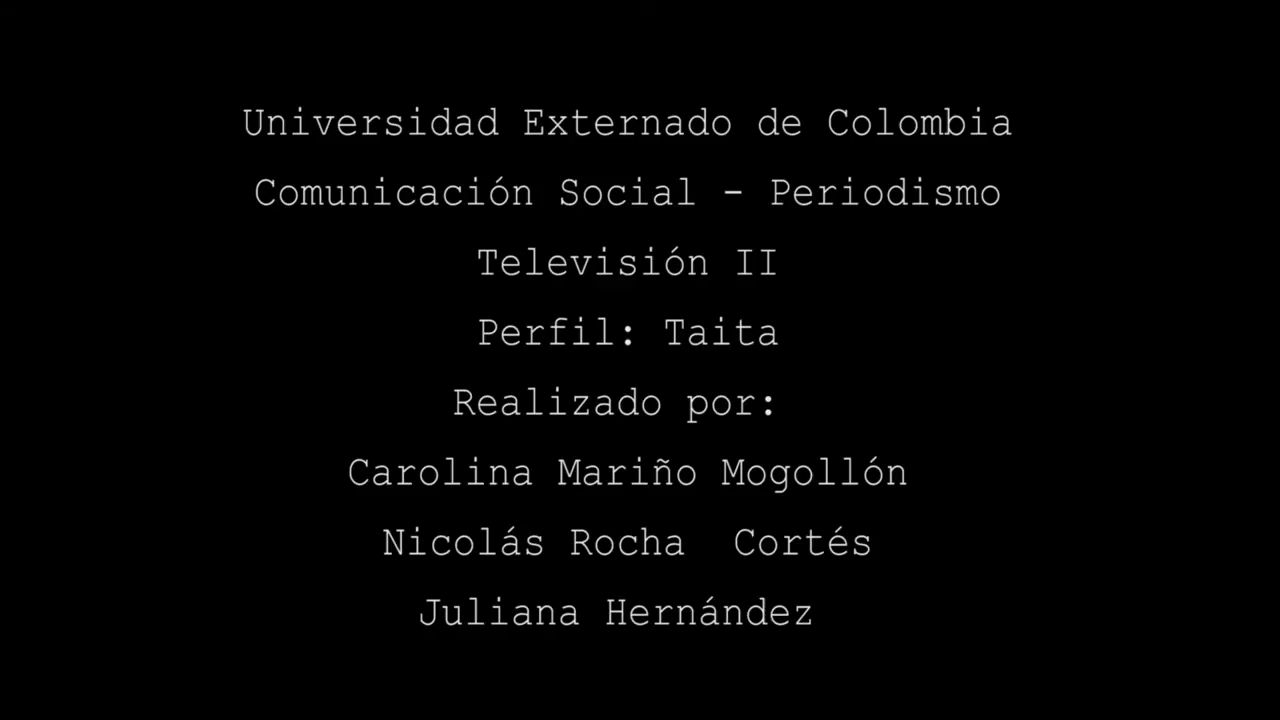 Universidad Externado de Colombia
Comunicación Social - Periodismo
Televisión II
Perfil: Taita
Realizado por:
Carolina Mariño Mogollón
Nicolás Rocha  Cortés
Juliana Hernández